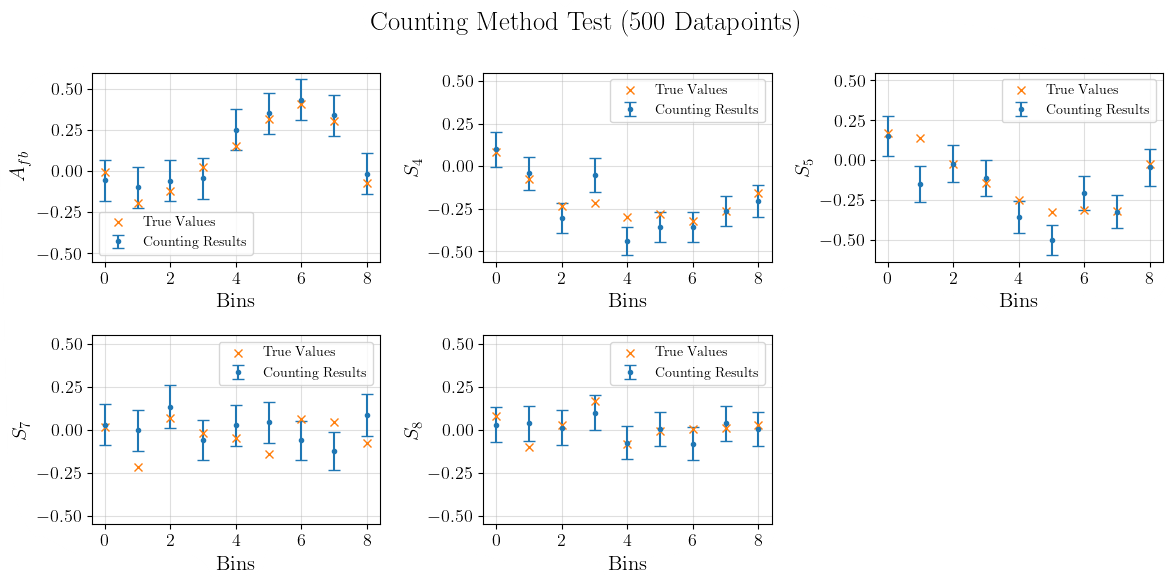 Counting Method Test (500 Datapoints)
0.50
0.25
0.00
−0.25
−0.50
A_{fb}
True Values
Counting Results
0 2 4 6 8
Bins
0.50
0.25
0.00
−0.25
−0.50
S_4
True Values
Counting Results
0 2 4 6 8
Bins
0.50
0.25
0.00
−0.25
−0.50
S_5
True Values
Counting Results
0 2 4 6 8
Bins
0.50
0.25
0.00
−0.25
−0.50
S_7
True Values
Counting Results
0 2 4 6 8
Bins
0.50
0.25
0.00
−0.25
−0.50
S_8
True Values
Counting Results
0 2 4 6 8
Bins